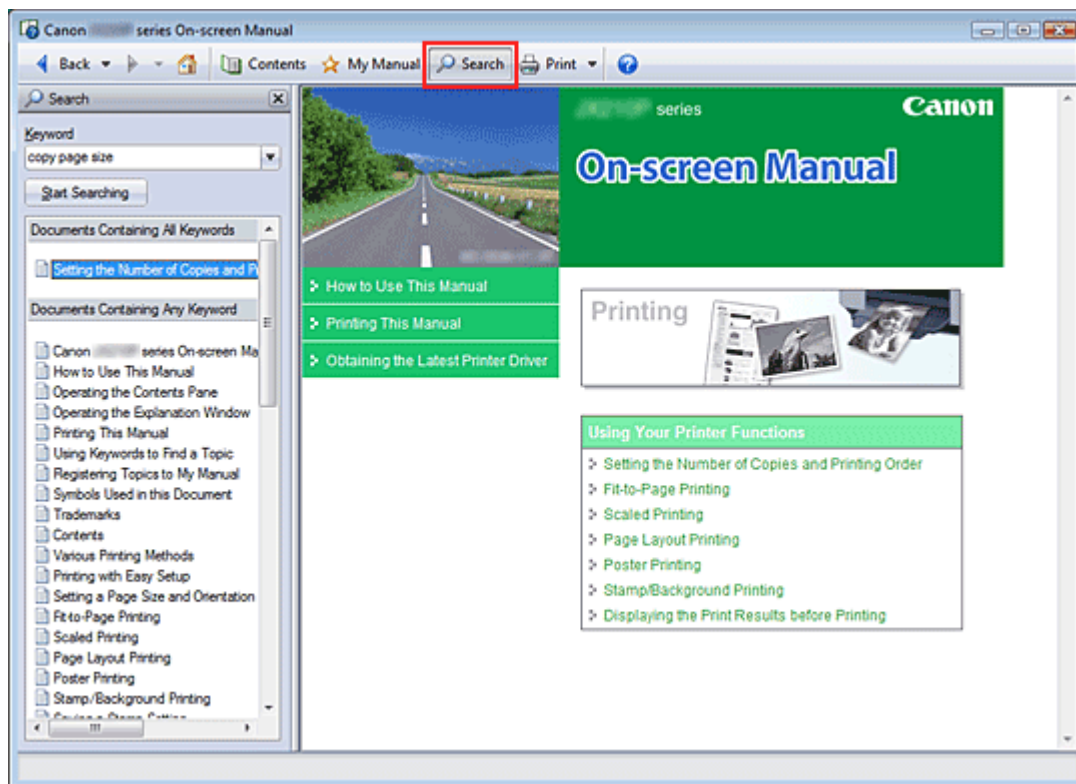 Canon series On-screen Manual
Back Contents My Manual Search Print
Search
Keyword
copy page size
Start Searching
Documents Containing All Keywords
Setting the Number of Copies and P
Documents Containing Any Keyword
Canon series On-screen Ma
How to Use This Manual
Operating the Contents Pane
Operating the Explanation Window
Printing This Manual
Using Keywords to Find a Topic
Registering Topics to My Manual
Symbols Used in this Document
Trademarks
Contents
Various Printing Methods
Printing with Easy Setup
Setting a Page Size and Orientation
Fit-to-Page Printing
Scaled Printing
Page Layout Printing
Poster Printing
Stamp/Background Printing
series
Canon
On-screen Manual
How to Use This Manual
Printing This Manual
Obtaining the Latest Printer Driver
Printing
Using Your Printer Functions
Setting the Number of Copies and Printing Order
Fit-to-Page Printing
Scaled Printing
Page Layout Printing
Poster Printing
Stamp/Background Printing
Displaying the Print Results before Printing